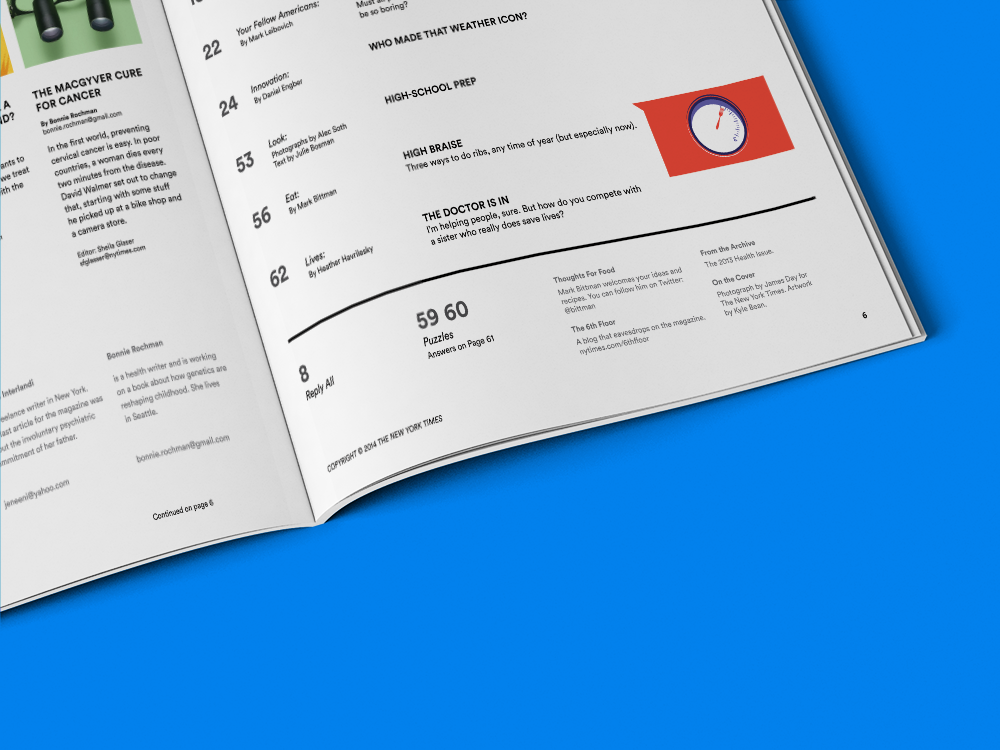 A
ND?
ants to
we treat
ith the
THE MACGYVER CURE
FOR CANCER
By Bonnie Rochman
bonnie.rochman@gmail.com
In the first world, preventing
cervical cancer is easy. In poor
countries, a woman dies every
two minutes from the disease.
David Walmer set out to change
that, starting with some stuff
he picked up at a bike shop and
a camera store.
Editor: Sheila Glaser
sfglaser@nytimes.com
Interlandi
eelance writer in New York.
last article for the magazine was
ut the involuntary psychiatric
mmitment of her father.
jeneeni@yahoo.com
Bonnie Rochman
is a health writer and is working
on a book about how genetics are
reshaping childhood. She lives
in Seattle.
bonnie.rochman@gmail.com
Continued on page 6
22
Your Fellow Americans:
By Mark Leibovich
be so boring?
24
Innovation:
By Daniel Engber
WHO MADE THAT WEATHER ICON?
53
Look:
Photographs by Alec Soth
Text by Julie Bosman
HIGH-SCHOOL PREP
56
Eat:
By Mark Bittman
HIGH BRAISE
Three ways to do ribs, any time of year (but especially now).
62
Lives:
By Heather Havrilesky
THE DOCTOR IS IN
I'm helping people, sure. But how do you compete with
a sister who really does save lives?
8
Reply All
59 60
Puzzles
Answers on Page 61
Thoughts For Food
Mark Bittman welcomes your ideas and
recipes. You can follow him on Twitter:
@bittman
The 6th Floor
A blog that eavesdrops on the magazine.
nytimes.com/6thfloor
From the Archive
The 2013 Health Issue.
On the Cover
Photograph by James Day for
The New York Times. Artwork
by Kyle Bean.
COPYRIGHT © 2014 THE NEW YORK TIMES
6